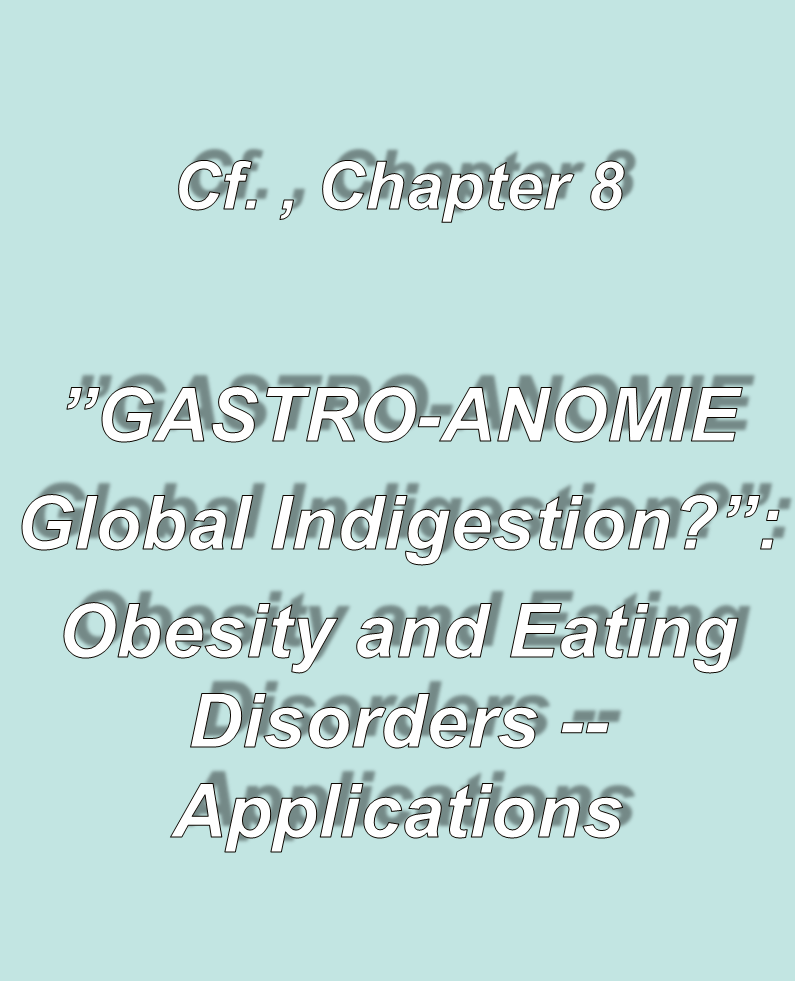 Cf. , Chapter 8
”GASTRO-ANOMIE
Global Indigestion?”:
Obesity and Eating
Disorders --
Applications